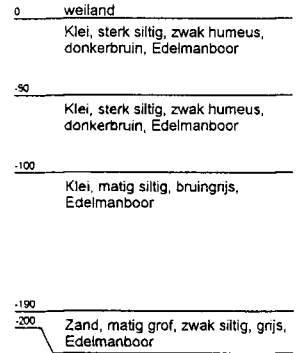 0 weiland
Klei, sterk siltig, zwak humeus,
donkerbruin, Edelmanboor
-90
Klei, sterk siltig, zwak humeus,
donkerbruin, Edelmanboor
-100
Klei, matig siltig, bruingrijs,
Edelmanboor
-190
-200
Zand, matig grof, zwak siltig, grijs,
Edelmanboor